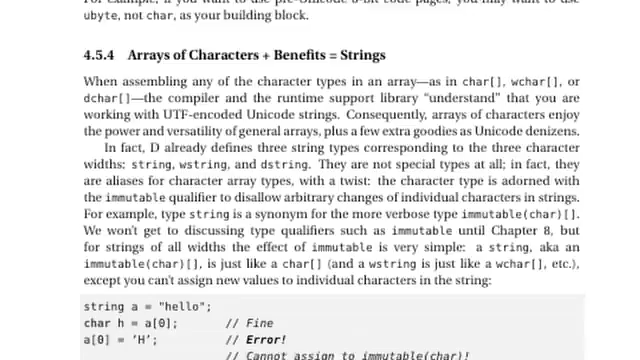 For example, if you want to use pre-Unicode 8-bit code pages, you may want to use
ubyte, not char, as your building block.
4.5.4 Arrays of Characters + Benefits = Strings
When assembling any of the character types in an array—as in char[], wchar[], or
dchar[]—the compiler and the runtime support library “understand” that you are
working with UTF-encoded Unicode strings. Consequently, arrays of characters enjoy
the power and versatility of general arrays, plus a few extra goodies as Unicode denizens.
In fact, D already defines three string types corresponding to the three character
widths: string, wstring, and dstring. They are not special types at all; in fact, they
are aliases for character array types, with a twist: the character type is adorned with
the immutable qualifier to disallow arbitrary changes of individual characters in strings.
For example, type string is a synonym for the more verbose type immutable(char)[].
We won't get to discussing type qualifiers such as immutable until Chapter 8, but
for strings of all widths the effect of immutable is very simple: a string, aka an
immutable(char)[], is just like a char[] (and a wstring is just like a wchar[], etc.),
except you can't assign new values to individual characters in the string:
string a = "hello";
char h = a[0]; // Fine
a[0] = 'H'; // Error!
// Cannot assign to immutable(char)!